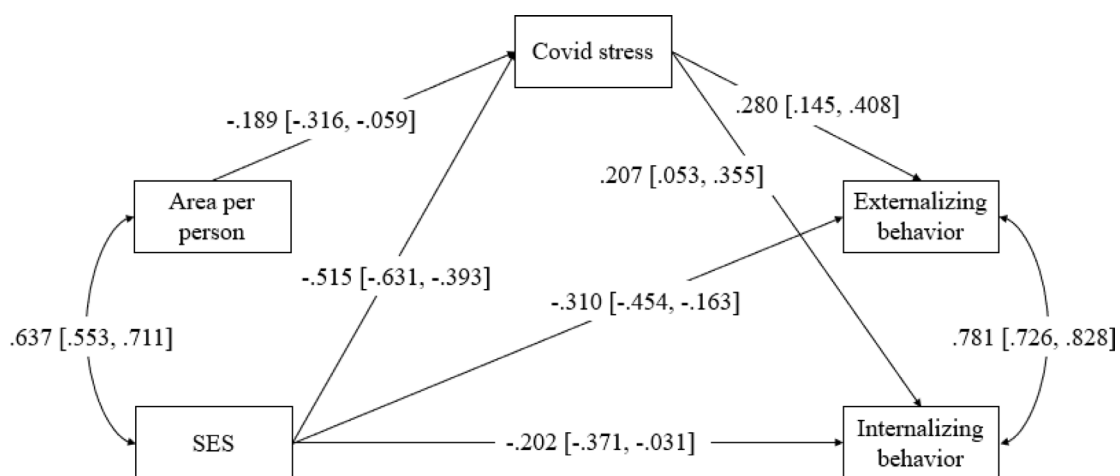 Covid stress
-.189 [-.316, -.059]
.280 [.145, .408]
.207 [.053, .355]
Area per
person
Externalizing
behavior
-.515 [-.631, -.393]
-.310 [-.454, -.163]
.637 [.553, .711]
.781 [.726, .828]
SES
-.202 [-.371, -.031]
Internalizing
behavior